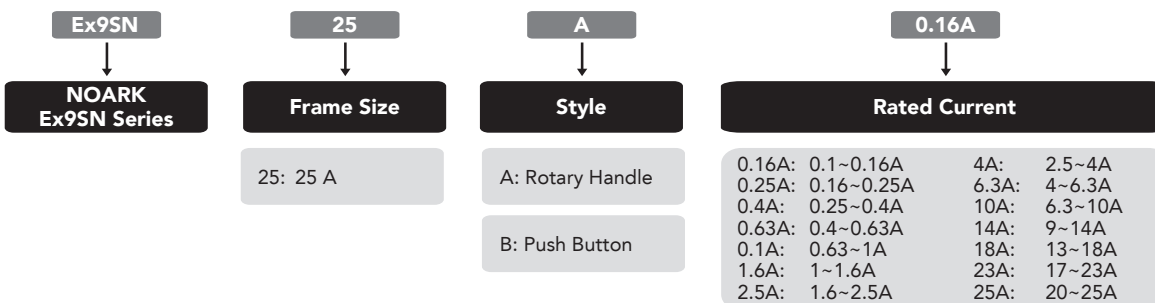 Ex9SN
25
A
0.16A
NOARK
Ex9SN Series
Frame Size
Style
Rated Current
25: 25 A
A: Rotary Handle
B: Push Button
0.16A: 0.1~0.16A
0.25A: 0.16~0.25A
0.4A: 0.25~0.4A
0.63A: 0.4~0.63A
0.1A: 0.63~1A
1.6A: 1~1.6A
2.5A: 1.6~2.5A
4A: 2.5~4A
6.3A: 4~6.3A
10A: 6.3~10A
14A: 9~14A
18A: 13~18A
23A: 17~23A
25A: 20~25A